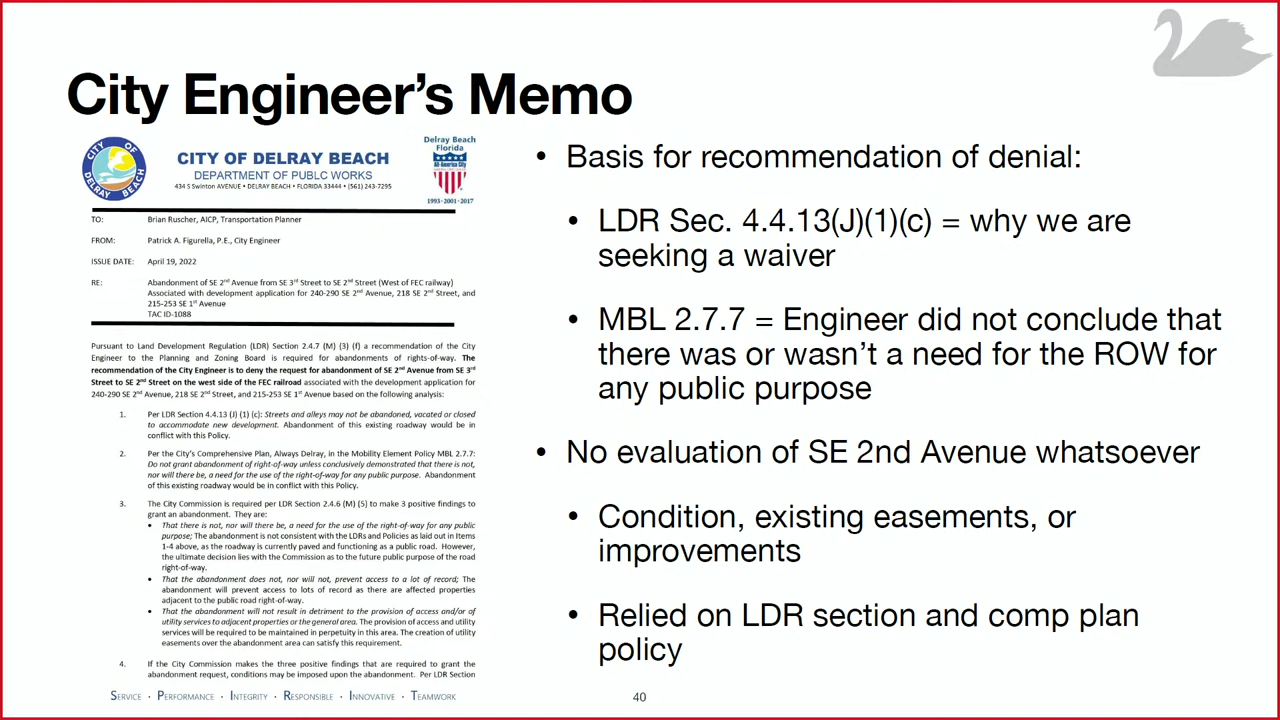 City Engineer's Memo
CITY OF DELRAY BEACH
DELRAY BEACH
Delray Beach
Florida
All-America City
1993•2001•2017
CITY OF DELRAY BEACH
DEPARTMENT OF PUBLC WORKS
434 S Swinton AVENUE • DELRAY BEACH • FLORIDA 33444 • (561) 243-7295
TO: Brian Ruscher, AICP, Transportation Planner
FROM: Patrick A. Figurella, P.E., City Engineer
ISSUE DATE: April 19, 2022
RE: Abandonment of SE 2nd Avenue from SE 3rd Street to SE 2nd Street (West of FEC railway)
Associated with development application for 240-290 SE 2nd Avenue, 218 SE 2nd Street, and
215-253 SE 1st Avenue
TAC ID-1088
Pursuant to Land Development Regulation (LDR) Section 2.4.7 (M) (3) (f) a recommendation of the City
Engineer to the Planning and Zoning Board is required for abandonments of rights-of-way. The
recommendation of the City Engineer is to deny the request for abandonment of SE 2nd Avenue from SE 3rd
Street to SE 2nd Street on the west side of the FEC railroad associated with the development application for
240-290 SE 2nd Avenue, 218 SE 2nd Street, and 215-253 SE 1st Avenue based on the following analysis:
1. Per LDR Section 4.4.13 (J) (1) (c): Streets and alleys may not be abandoned, vacated or closed
to accommodate new development. Abandonment of this existing roadway would be in
conflict with this Policy.
2. Per the City's Comprehensive Plan, Always Delray, in the Mobility Element Policy MBL 2.7.7:
Do not grant abandonment of right-of-way unless conclusively demonstrated that there is not,
nor will there be, a need for the use of the right-of-way for any public purpose. Abandonment
of this existing roadway would be in conflict with this Policy.
3. The City Commission is required per LDR Section 2.4.6 (M) (5) to make 3 positive findings to
grant an abandonment. They are:
• That there is not, nor will there be, a need for the use of the right-of-way for any public
purpose; The abandonment is not consistent with the LDRs and Policies as laid out in Items
1-4 above, as the roadway is currently paved and functioning as a public road. However,
the ultimate decision lies with the Commission as to the future public purpose of the road
right-of-way.
• That the abandonment does not, nor will not, prevent access to a lot of record; The
abandonment will prevent access to lots of record as there are affected properties
adjacent to the public road right-of-way.
• That the abandonment will not result in detriment to the provision of access and/or of
utility services to adjacent properties or the general area. The provision of access and utility
services will be required to be maintained in perpetuity in this area. The creation of utility
easements over the abandonment area can satisfy this requirement.
4. If the City Commission makes the three positive findings that are required to grant the
abandonment request, conditions may be imposed upon the abandonment. Per LDR Section
SERVICE • PERFORMANCE • INTEGRITY • RESPONSIBLE • INNOVATIVE • TEAMWORK
• Basis for recommendation of denial:
• LDR Sec. 4.4.13(J)(1)(c) = why we are
seeking a waiver
• MBL 2.7.7 = Engineer did not conclude that
there was or wasn't a need for the ROW for
any public purpose
• No evaluation of SE 2nd Avenue whatsoever
• Condition, existing easements, or
improvements
• Relied on LDR section and comp plan
policy
40